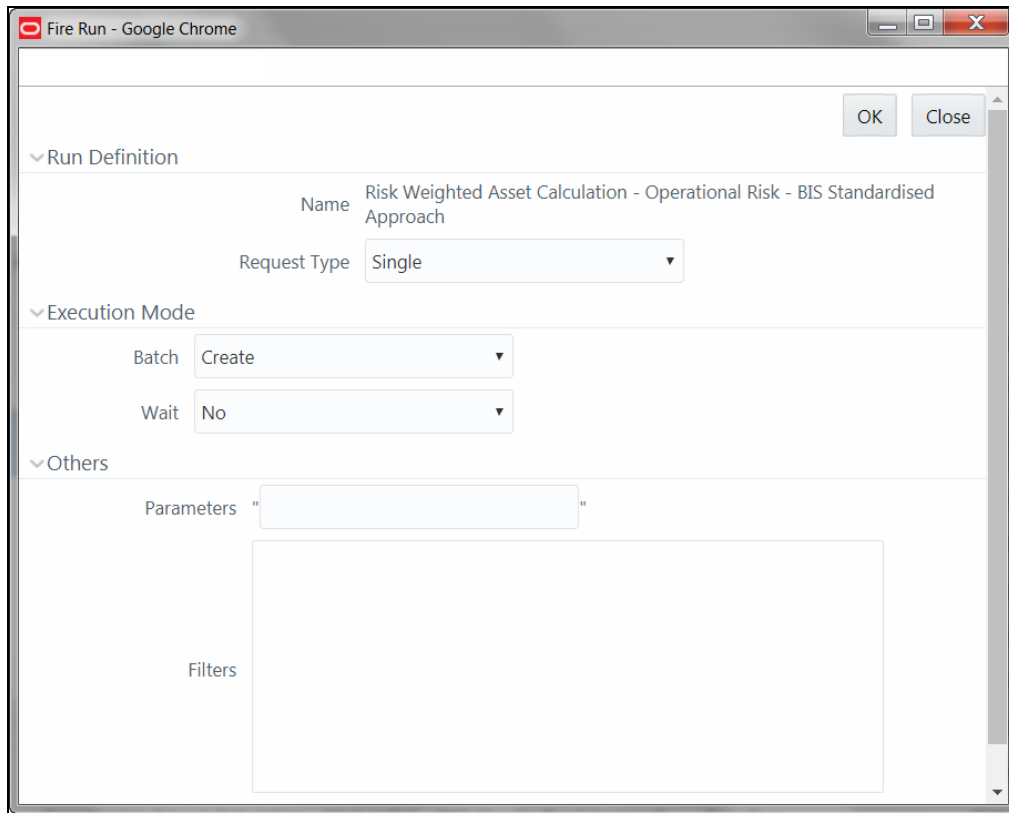 Fire Run - Google Chrome
OK Close
Run Definition
Name Risk Weighted Asset Calculation - Operational Risk - BIS Standardised
Approach
Request Type Single
Execution Mode
Batch Create
Wait No
Others
Parameters " "
Filters